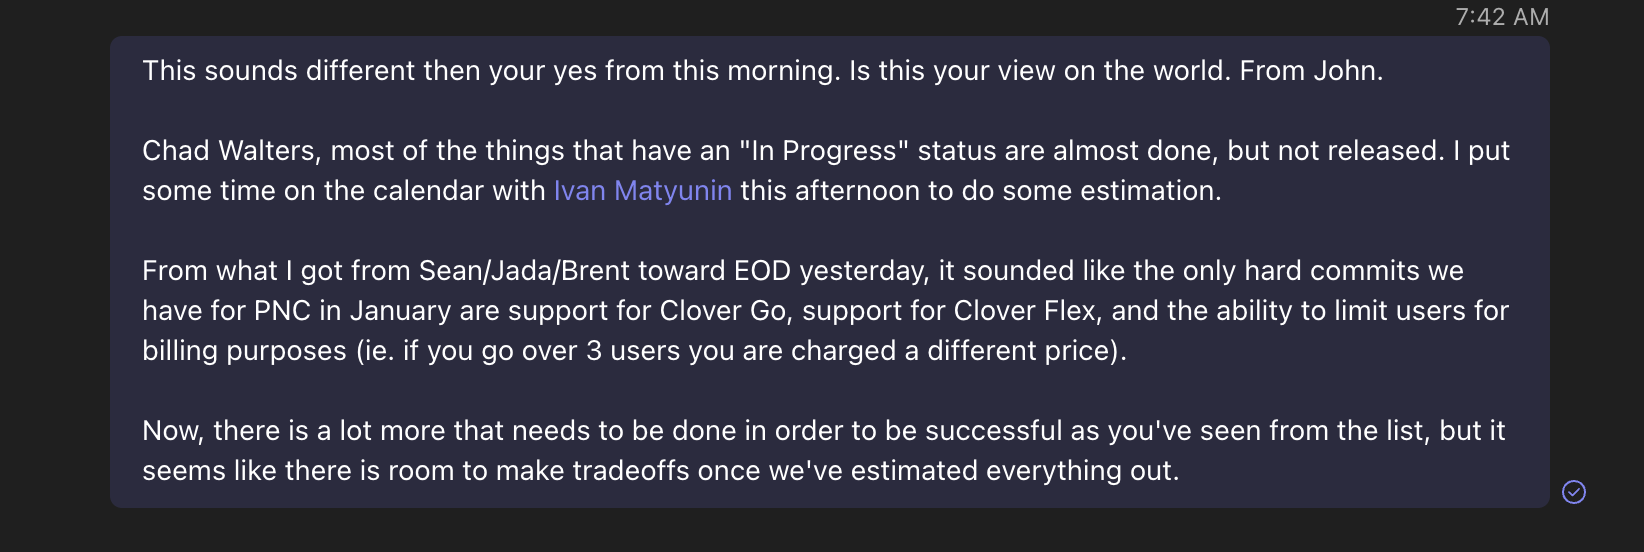 7:42 AM
This sounds different then your yes from this morning. Is this your view on the world. From John.
Chad Walters, most of the things that have an "In Progress" status are almost done, but not released. I put
some time on the calendar with Ivan Matyunin this afternoon to do some estimation.
From what I got from Sean/Jada/Brent toward EOD yesterday, it sounded like the only hard commits we
have for PNC in January are support for Clover Go, support for Clover Flex, and the ability to limit users for
billing purposes (ie. if you go over 3 users you are charged a different price).
Now, there is a lot more that needs to be done in order to be successful as you've seen from the list, but it
seems like there is room to make tradeoffs once we've estimated everything out.